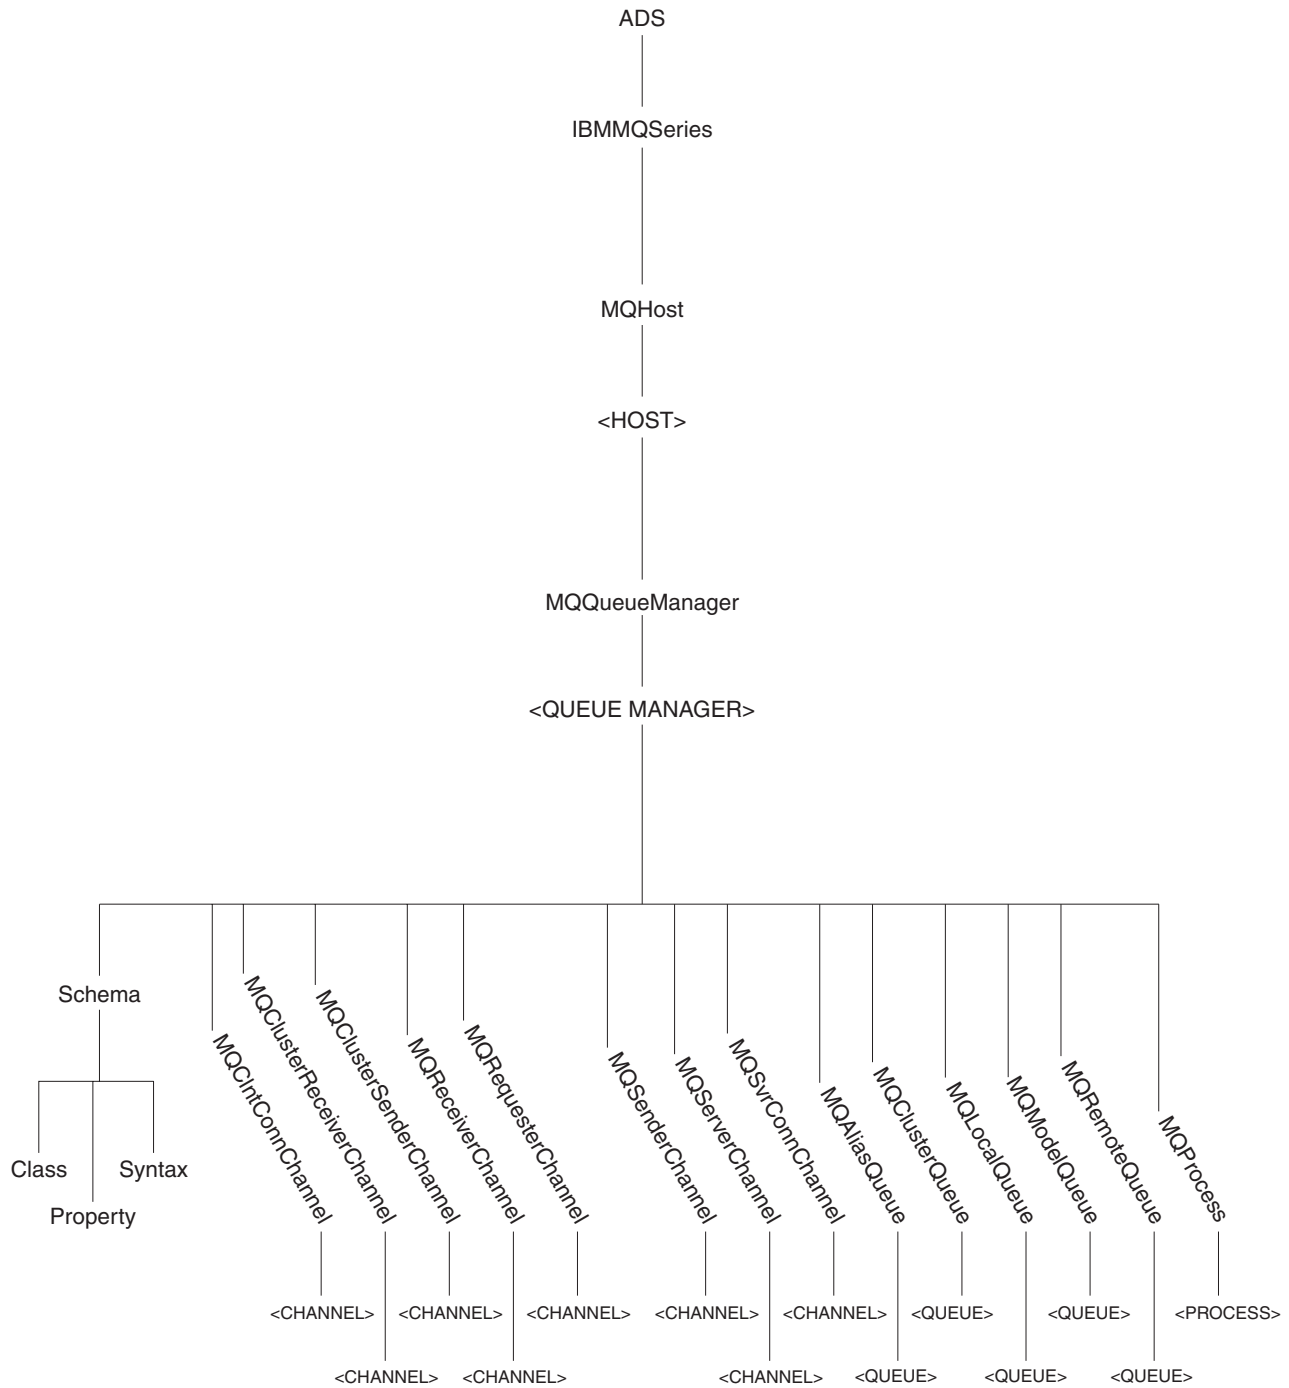 ADS
IBMMQSeries
MQHost
<HOST>
MQQueueManager
<QUEUE MANAGER>
Schema
Class
Property
Syntax
MQClntConnChannel
MQClusterReceiverChannel
MQClusterSenderChannel
MQReceiverChannel
MQRequesterChannel
MQSenderChannel
MQServerChannel
MQSvrConnChannel
MQAliasQueue
MQClusterQueue
MQLocalQueue
MQModelQueue
MQRemoteQueue
MQProcess
<CHANNEL> <CHANNEL> <CHANNEL> <CHANNEL> <CHANNEL> <QUEUE> <QUEUE> <PROCESS>
<CHANNEL> <CHANNEL> <CHANNEL> <QUEUE> <QUEUE> <QUEUE>